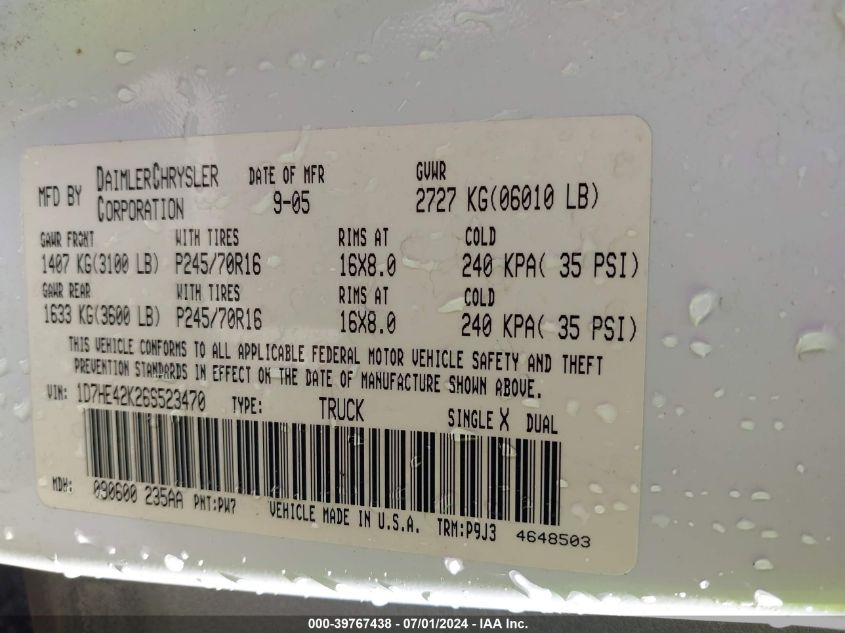 MFD BY DAIMLERCHRYSLER CORPORATION DATE OF MFR 9-05 GVWR 2727 KG(06010 LB)
GAWR FRONT WITH TIRES RIMS AT COLD
1407 KG(3100 LB) P245/70R16 16X8.0 240 KPA( 35 PSI)
GAWR REAR WITH TIRES RIMS AT COLD
1633 KG(3600 LB) P245/70R16 16X8.0 240 KPA( 35 PSI)
THIS VEHICLE CONFORMS TO ALL APPLICABLE FEDERAL MOTOR VEHICLE SAFETY AND THEFT
PREVENTION STANDARDS IN EFFECT ON THE DATE OF MANUFACTURE SHOWN ABOVE.
VIN: 1D7HE42K26S523470 TYPE: TRUCK SINGLE X DUAL
MDH: 090600 235AA PNT:PW7 VEHICLE MADE IN U.S.A. TRM:P9J3 4648503
000-39767438 - 07/01/2024 - IAA Inc.